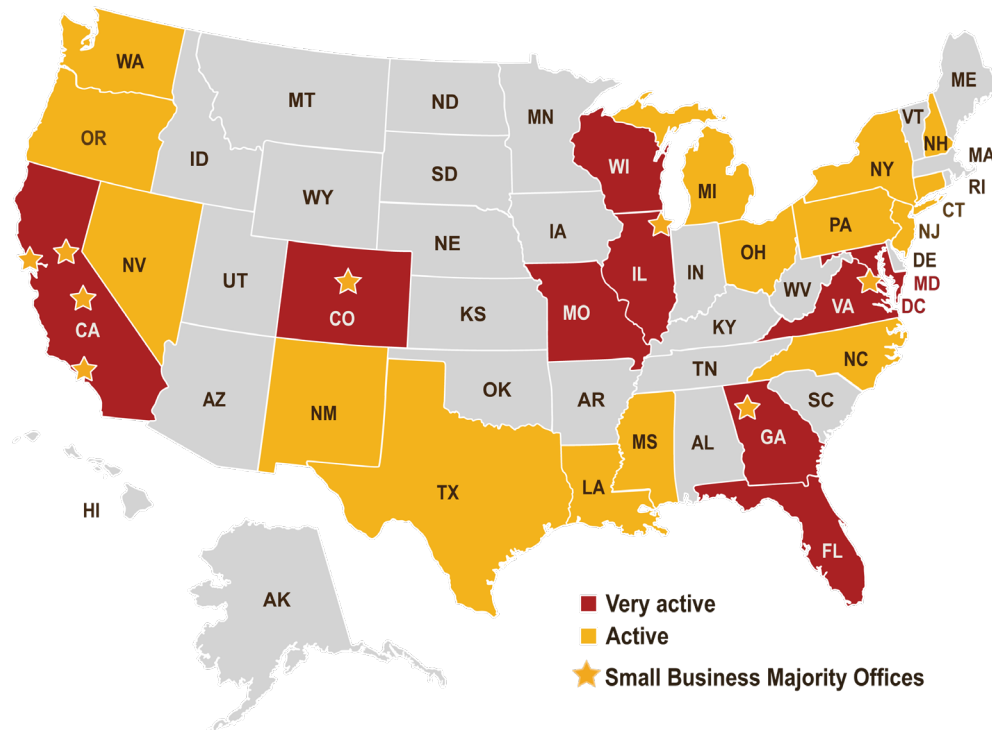 WA
MT
ND
MN
ME
VT
NH
OR
ID
SD
WI
MA
NY
RI
WY
MI
CT
IA
PA
NJ
NE
OH
DE
NV
UT
IL
IN
WV
MD
CA
CO
KS
MO
VA
DC
KY
NC
TN
AZ
NM
OK
AR
SC
MS
AL
GA
TX
LA
HI
FL
AK
Very active
Active
Small Business Majority Offices